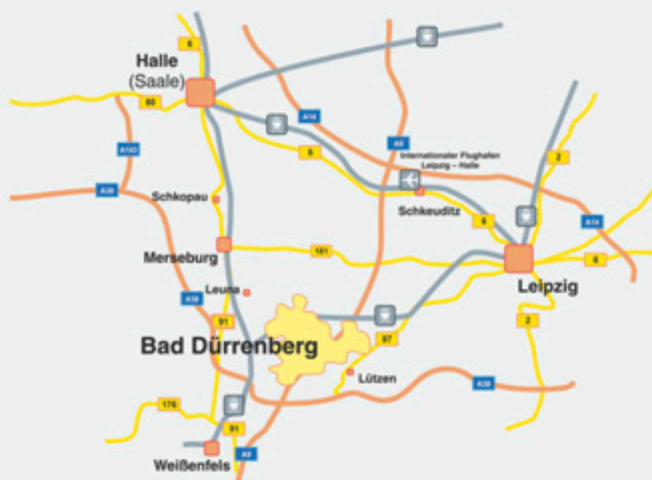 6
Halle
(Saale)
80
A14
6
A9
A143
Internationaler Flughafen
Leipzig – Halle
2
A38
Schkopau
Schkeuditz
6
A14
Merseburg
181
6
Leuna
Leipzig
A38
91
2
Bad Dürrenberg
87
Lützen
A38
176
91
Weißenfels
A9